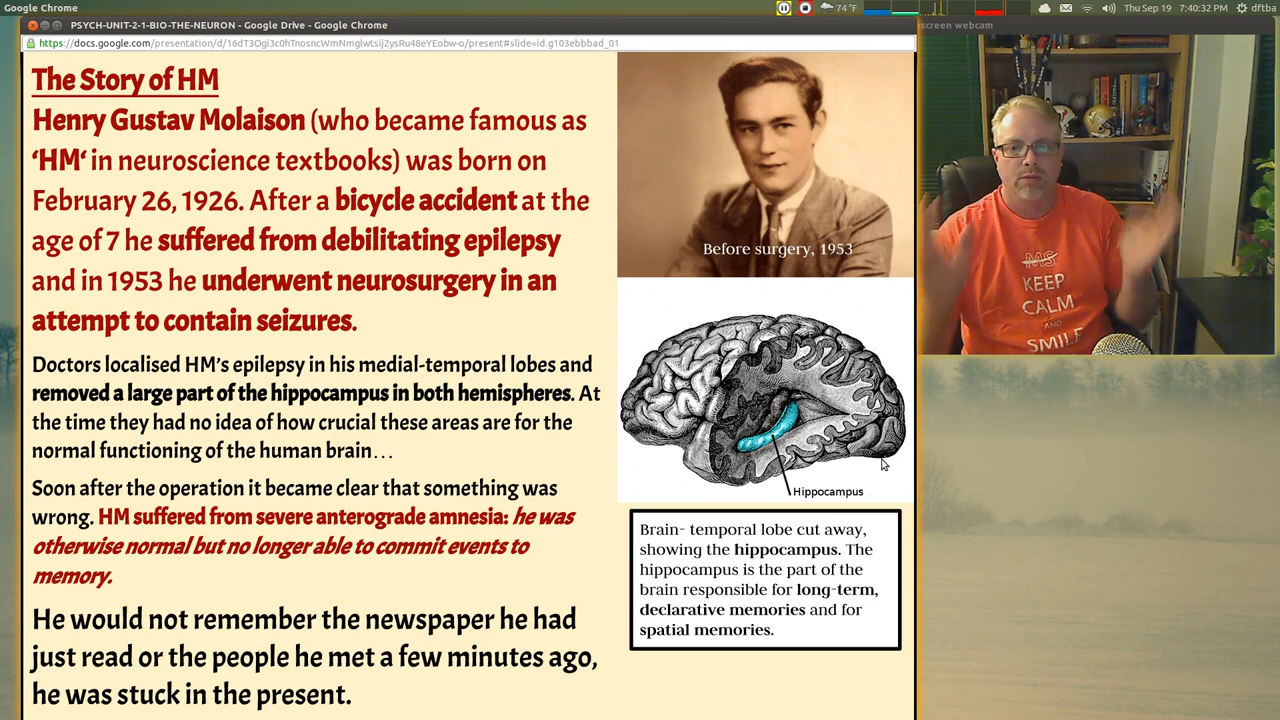 Google Chrome
74 °F
Thu Sep 19
7:40:32 PM
dftba
PSYCH-UNIT-2-1-BIO-THE-NEURON - Google Drive - Google Chrome
screen webcam
The Story of HM
Henry Gustav Molaison (who became famous as
‘HM‘ in neuroscience textbooks) was born on
February 26, 1926. After a bicycle accident at the
age of 7 he suffered from debilitating epilepsy
and in 1953 he underwent neurosurgery in an
attempt to contain seizures.
Doctors localised HM’s epilepsy in his medial-temporal lobes and
removed a large part of the hippocampus in both hemispheres. At
the time they had no idea of how crucial these areas are for the
normal functioning of the human brain…
Soon after the operation it became clear that something was
wrong. HM suffered from severe anterograde amnesia: he was
otherwise normal but no longer able to commit events to
memory.
He would not remember the newspaper he had
just read or the people he met a few minutes ago,
he was stuck in the present.
Before surgery, 1953
Hippocampus
Brain- temporal lobe cut away,
showing the hippocampus. The
hippocampus is the part of the
brain responsible for long-term,
declarative memories and for
spatial memories.
MS
KEEP
CALM
AND
SMILE